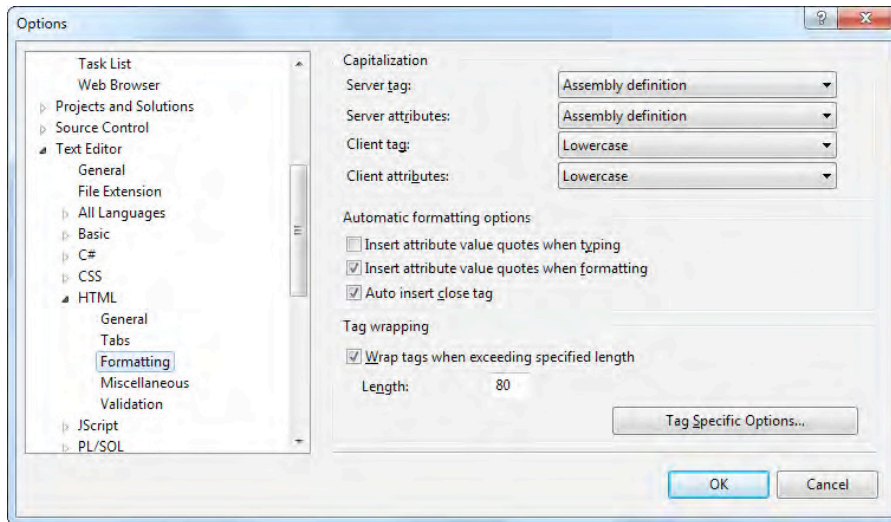 Options
Task List
Web Browser
Projects and Solutions
Source Control
Text Editor
General
File Extension
All Languages
Basic
C#
CSS
HTML
General
Tabs
Formatting
Miscellaneous
Validation
JScript
PL/SQL
Capitalization
Server tag: Assembly definition
Server attributes: Assembly definition
Client tag: Lowercase
Client attributes: Lowercase
Automatic formatting options
Insert attribute value quotes when typing
Insert attribute value quotes when formatting
Auto insert close tag
Tag wrapping
Wrap tags when exceeding specified length
Length: 80
Tag Specific Options...
OK Cancel